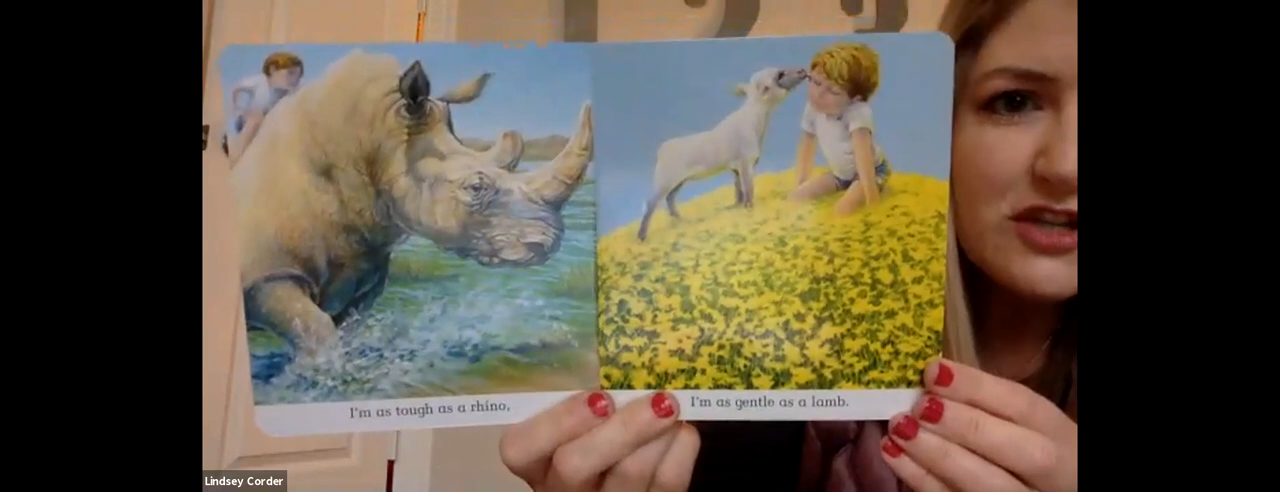 I'm as tough as a rhino,
I'm as gentle as a lamb.
Lindsey Corder